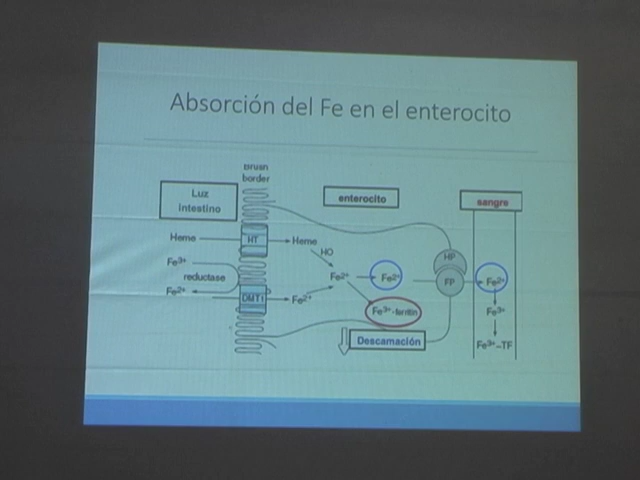 Absorción del Fe en el enterocito
Brush
border
Luz
intestino
enterocito
sangre
Heme
HT
Heme
HO
Fe3+
reductase
Fe2+
DMT1
Fe2+
Fe2+
Fe2+
Fe3+-ferritin
HP
FP
Fe2+
Fe3+
Fe3+-TF
Descamación